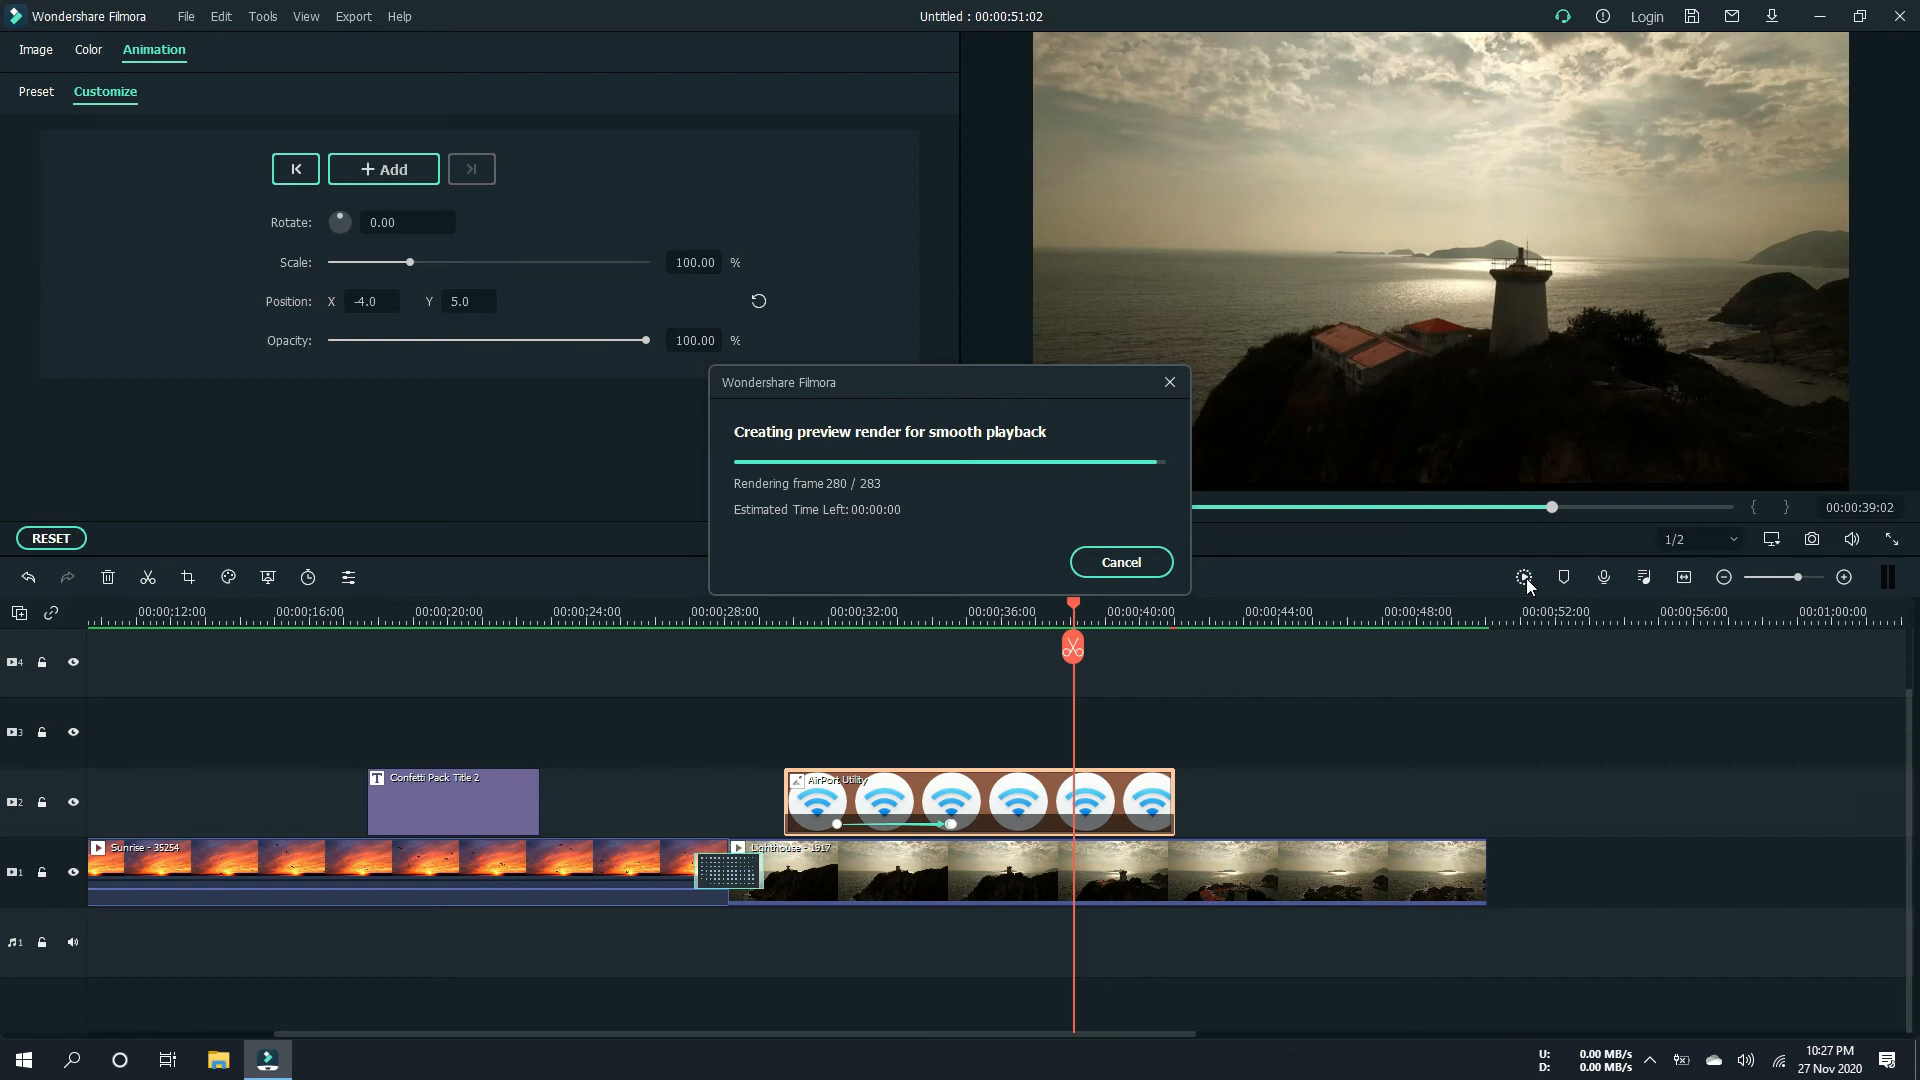 Wondershare Filmora File Edit Tools View Export Help Untitled : 00:00:51:02 Login
Image Color Animation
Preset Customize
+ Add
Rotate: 0.00
Scale: 100.00 %
Position: X -4.0 Y 5.0
Opacity: 100.00 %
Wondershare Filmora
Creating preview render for smooth playback
Rendering frame 280 / 283
Estimated Time Left: 00:00:00
Cancel
{ } 00:00:39:02
RESET 1/2
00:00:12:00 00:00:16:00 00:00:20:00 00:00:24:00 00:00:28:00 00:00:32:00 00:00:36:00 00:00:40:00 00:00:44:00 00:00:48:00 00:00:52:00 00:00:56:00 00:01:00:00
4
3
2 T Confetti Pack Title 2 AirPort Utility
1 Sunrise - 35254 Lighthouse - 1917
1
U: 0.00 MB/s
D: 0.00 MB/s
10:27 PM
27 Nov 2020